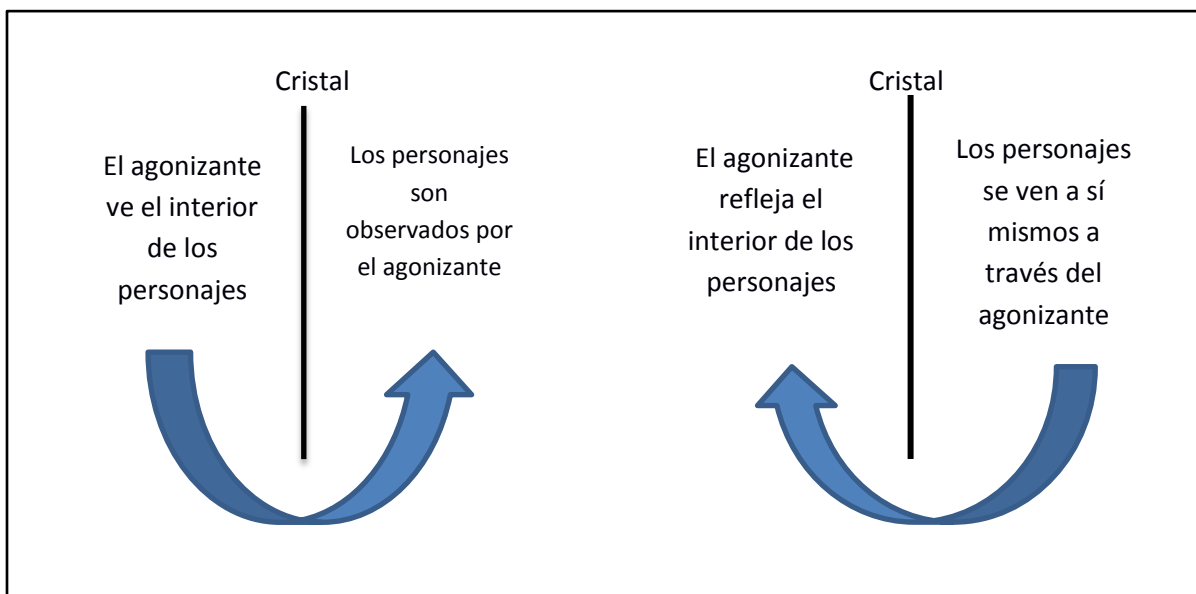 Cristal
El agonizante
ve el interior
de los
personajes
Los personajes
son
observados por
el agonizante
Cristal
El agonizante
refleja el
interior de los
personajes
Los personajes
se ven a sí
mismos a
través del
agonizante